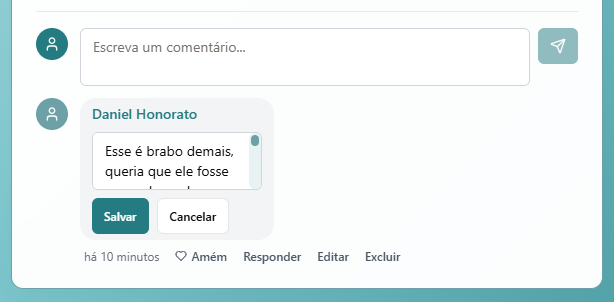 Escreva um comentário...
Daniel Honorato
Esse é brabo demais,
queria que ele fosse
Salvar
Cancelar
há 10 minutos Amém Responder Editar Excluir